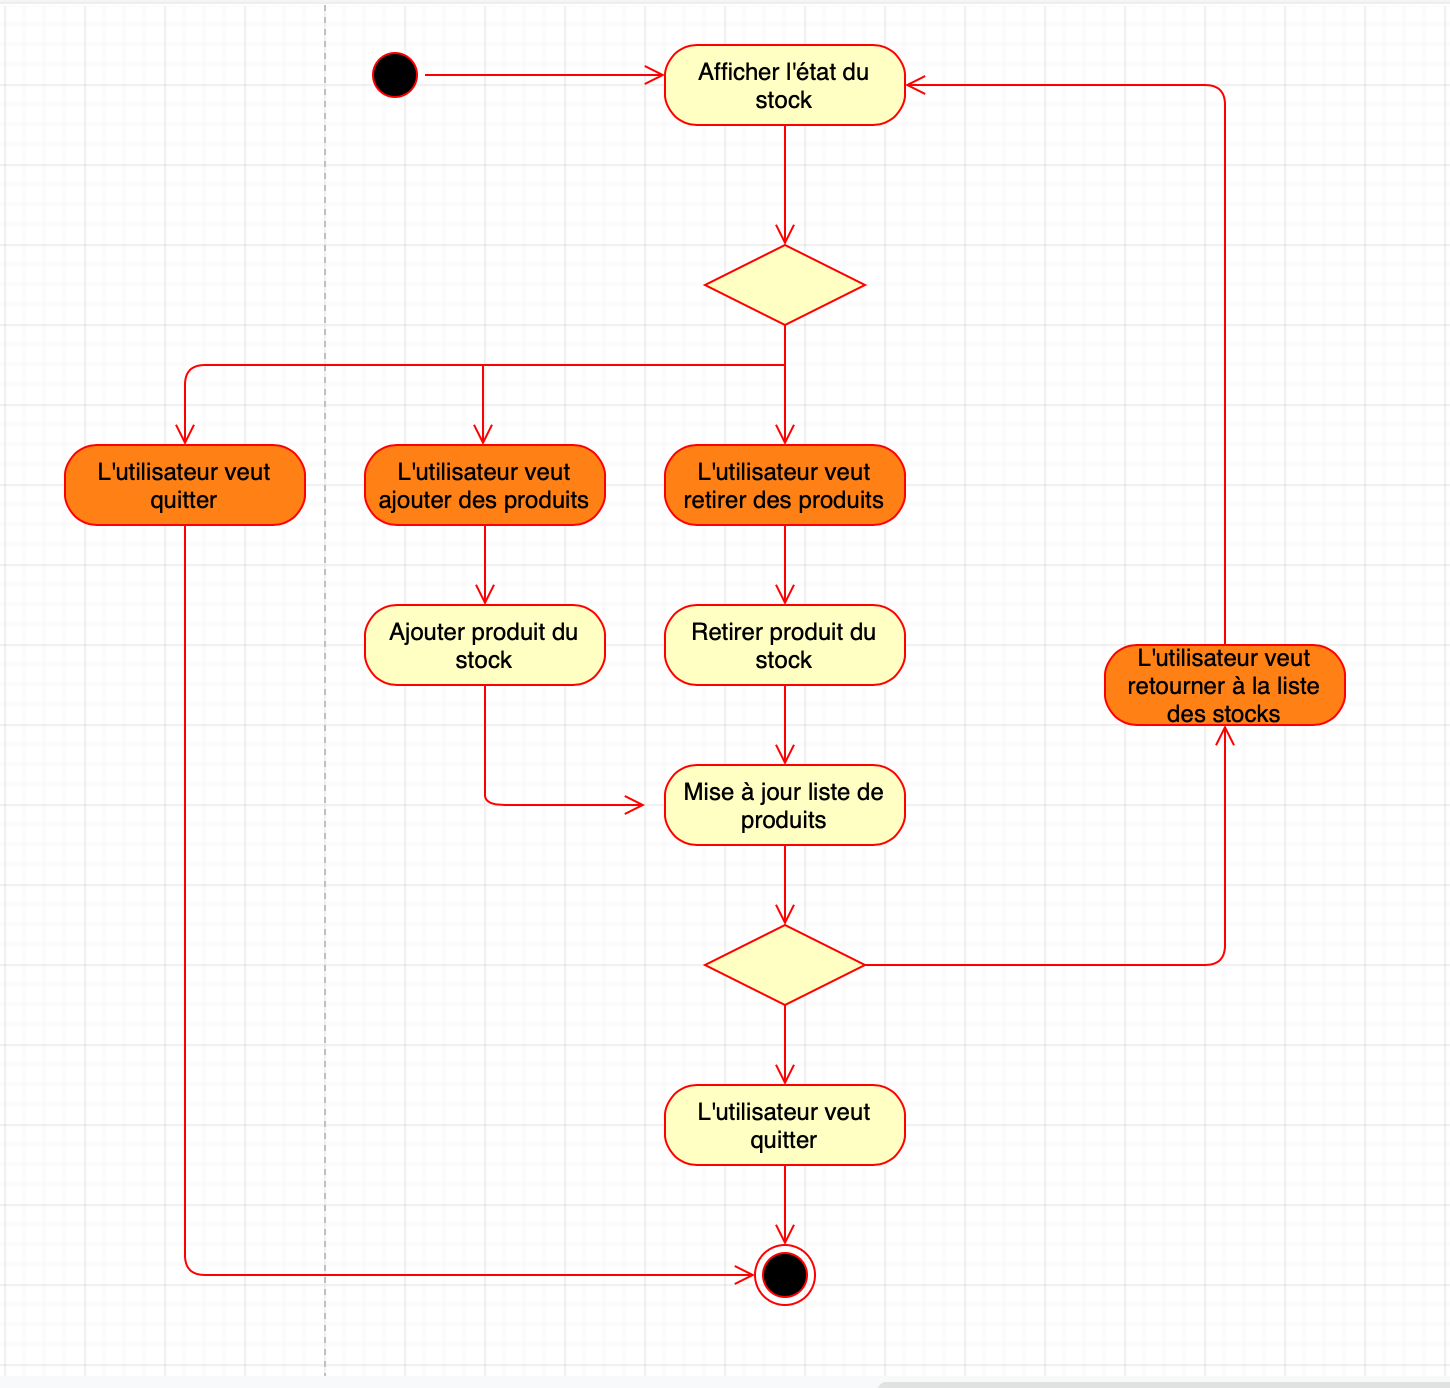 Afficher l'état du
stock
L'utilisateur veut
quitter
L'utilisateur veut
ajouter des produits
L'utilisateur veut
retirer des produits
Ajouter produit du
stock
Retirer produit du
stock
L'utilisateur veut
retourner à la liste
des stocks
Mise à jour liste de
produits
L'utilisateur veut
quitter